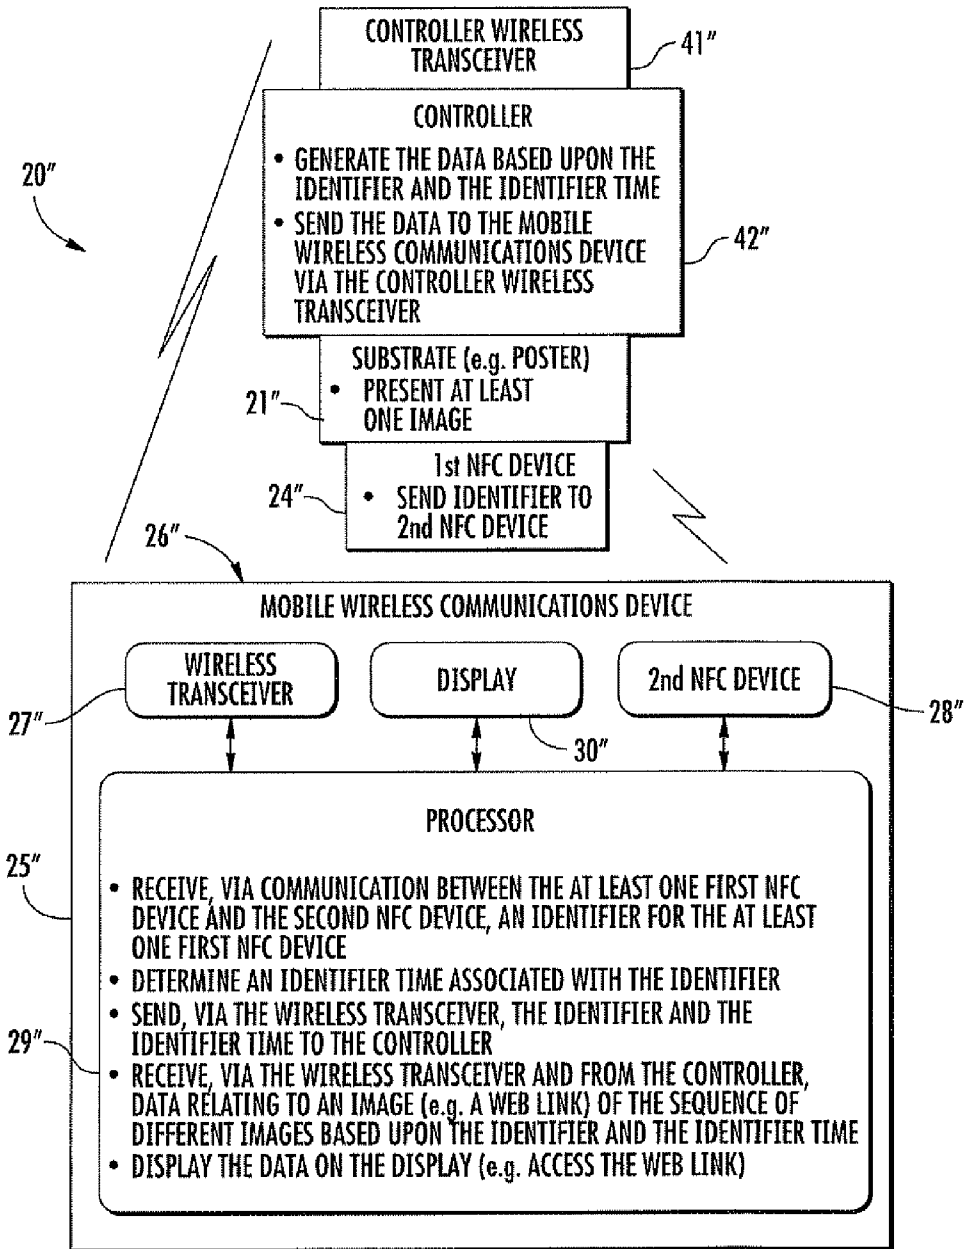 CONTROLLER WIRELESS
TRANSCEIVER
41"
CONTROLLER
• GENERATE THE DATA BASED UPON THE
IDENTIFIER AND THE IDENTIFIER TIME
• SEND THE DATA TO THE MOBILE
WIRELESS COMMUNICATIONS DEVICE
VIA THE CONTROLLER WIRELESS
TRANSCEIVER
20"
42"
SUBSTRATE (e.g. POSTER)
• PRESENT AT LEAST
ONE IMAGE
21"
1st NFC DEVICE
• SEND IDENTIFIER TO
2nd NFC DEVICE
24"
26"
MOBILE WIRELESS COMMUNICATIONS DEVICE
WIRELESS
TRANSCEIVER
DISPLAY
2nd NFC DEVICE
27"
30"
28"
PROCESSOR
25"
• RECEIVE, VIA COMMUNICATION BETWEEN THE AT LEAST ONE FIRST NFC
DEVICE AND THE SECOND NFC DEVICE, AN IDENTIFIER FOR THE AT LEAST
ONE FIRST NFC DEVICE
• DETERMINE AN IDENTIFIER TIME ASSOCIATED WITH THE IDENTIFIER
• SEND, VIA THE WIRELESS TRANSCEIVER, THE IDENTIFIER AND THE
IDENTIFIER TIME TO THE CONTROLLER
29"
• RECEIVE, VIA THE WIRELESS TRANSCEIVER AND FROM THE CONTROLLER,
DATA RELATING TO AN IMAGE (e.g. A WEB LINK) OF THE SEQUENCE OF
DIFFERENT IMAGES BASED UPON THE IDENTIFIER AND THE IDENTIFIER TIME
• DISPLAY THE DATA ON THE DISPLAY (e.g. ACCESS THE WEB LINK)